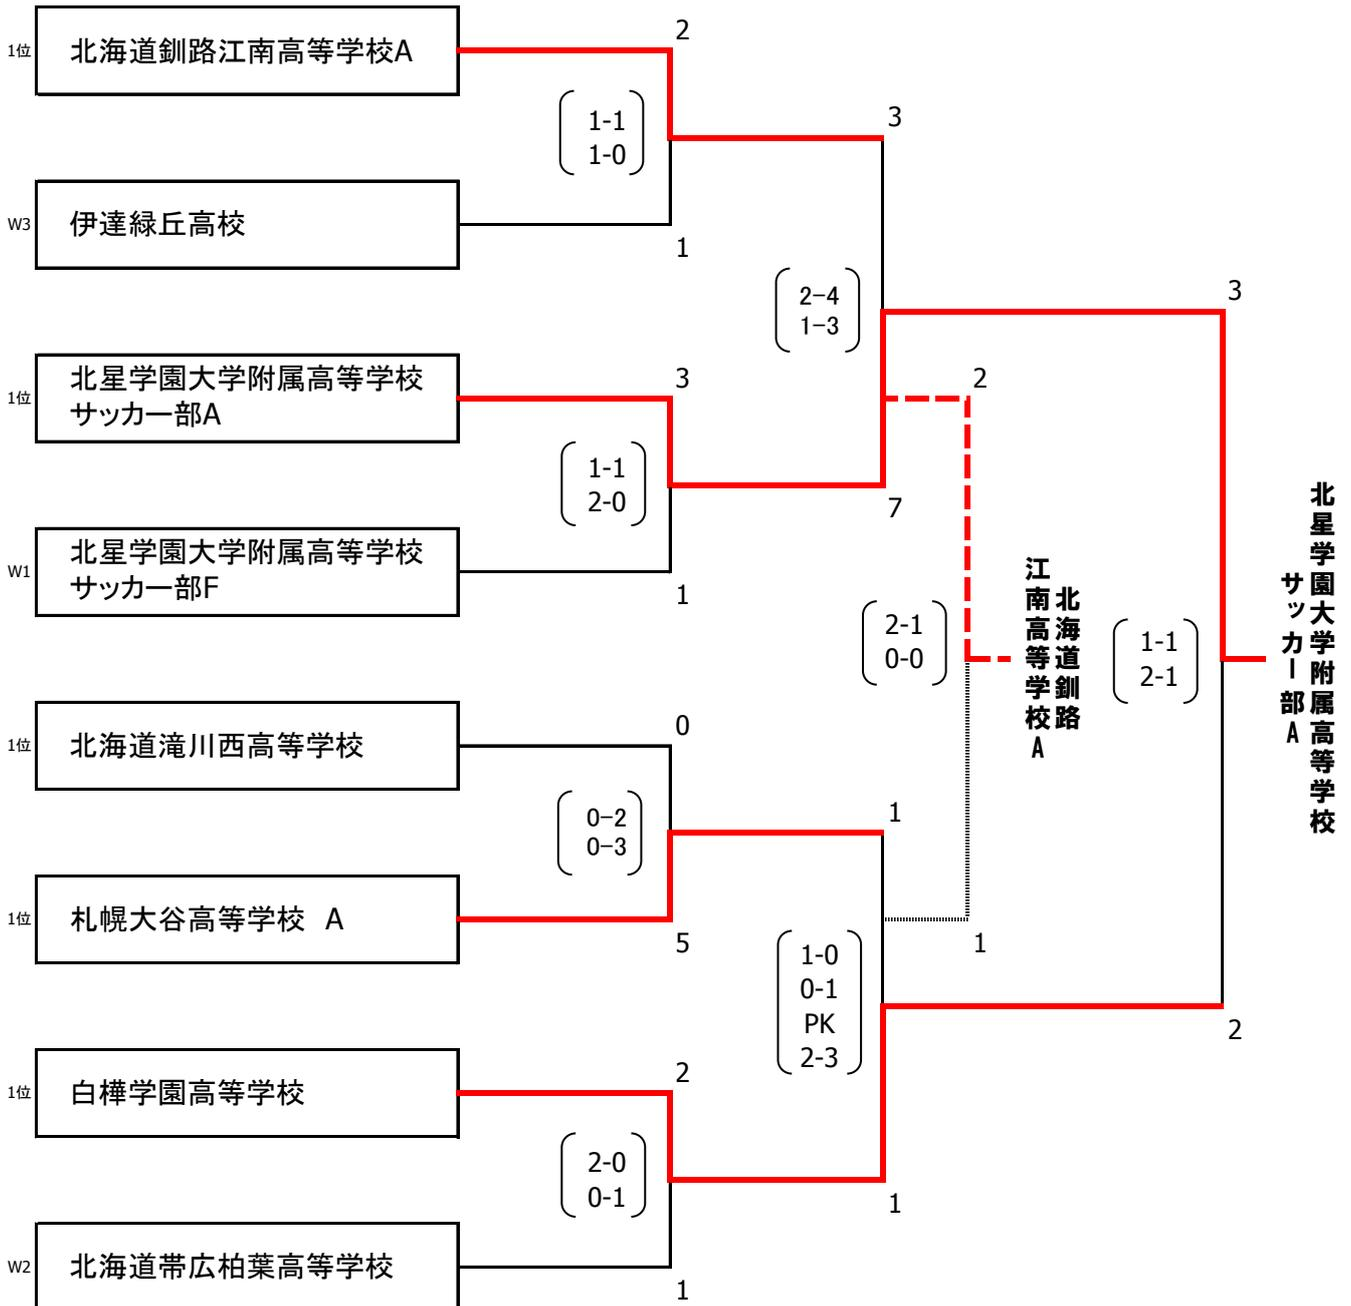 1位
北海道釧路江南高等学校A
2
1-1
1-0
3
W3
伊達緑丘高校
1
2-4
1-3
3
1位
北星学園大学附属高等学校
サッカー部A
3
2
1-1
2-0
7
W1
北星学園大学附属高等学校
サッカー部F
1
2-1
0-0
北海道釧路
江南高等学校A
1-1
2-1
北星学園大学附属高等学校
サッカー部A
1位
北海道滝川西高等学校
0
0-2
0-3
1
1位
札幌大谷高等学校 A
5
1
1-0
0-1
PK
2-3
2
1位
白樺学園高等学校
2
2-0
0-1
1
W2
北海道帯広柏葉高等学校
1